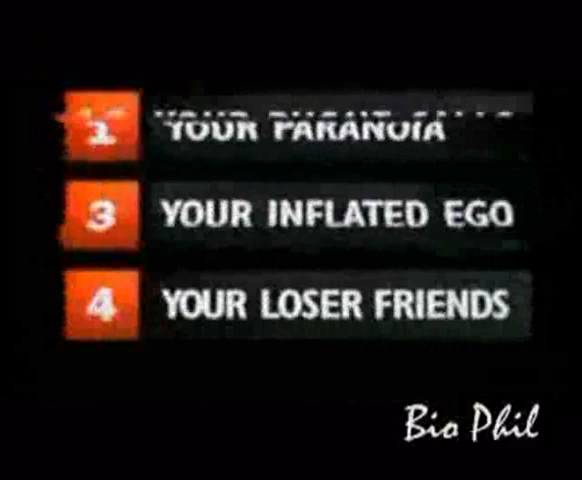 YOUR PARANOIA
3 YOUR INFLATED EGO
4 YOUR LOSER FRIENDS
Bio Phil